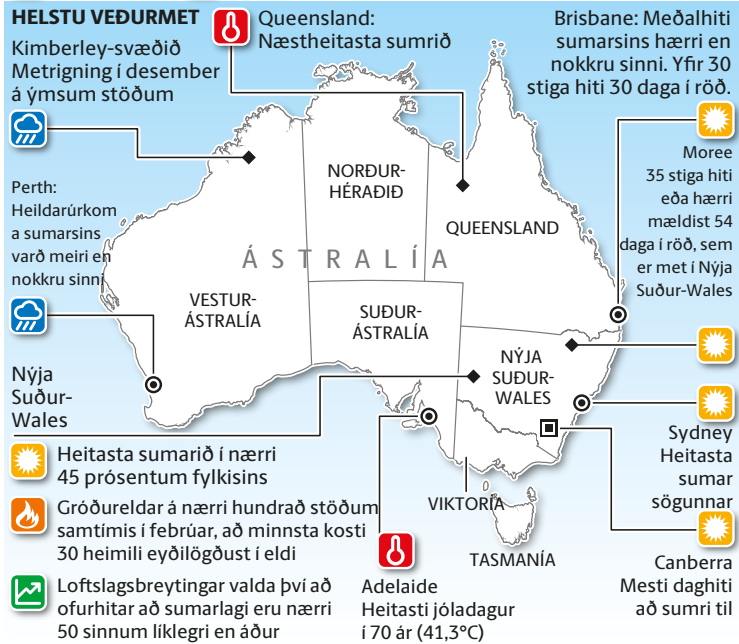 HELSTU VEÐURMET
Kimberley-svæðið
Metrigning í desember
á ýmsum stöðum
Queensland:
Næstheitasta sumrið
Brisbane: Meðalhiti
sumarsins hærri en
nokkru sinni. Yfir 30
stiga hiti 30 daga í röð.
Moree
35 stiga hiti
eða hærri
mældist 54
daga í röð, sem
er met í Nýja
Suður-Wales
Perth:
Heildarúrkom
a sumarsins
varð meiri en
nokkru sinni
NORÐUR-
HÉRAÐIÐ
QUEENSLAND
ÁSTRALÍA
VESTUR-
ÁSTRALÍA
SUÐUR-
ÁSTRALÍA
NÝJA
SUÐUR-
WALES
VIKTORÍA
TASMANÍA
Nýja
Suður-
Wales
Heitasta sumarið í nærri
45 prósentum fylkisins
Gróðureldar á nærri hundrað stöðum
samtímis í febrúar, að minnsta kosti
30 heimili eyðilögðust í eldi
Loftslagsbreytingar valda því að
ofurhitar að sumarlagi eru nærri
50 sinnum líklegri en áður
Adelaide
Heitasti jóladagur
í 70 ár (41,3°C)
Sydney
Heitasta
sumar
sögunnar
Canberra
Mesti daghiti
að sumri til